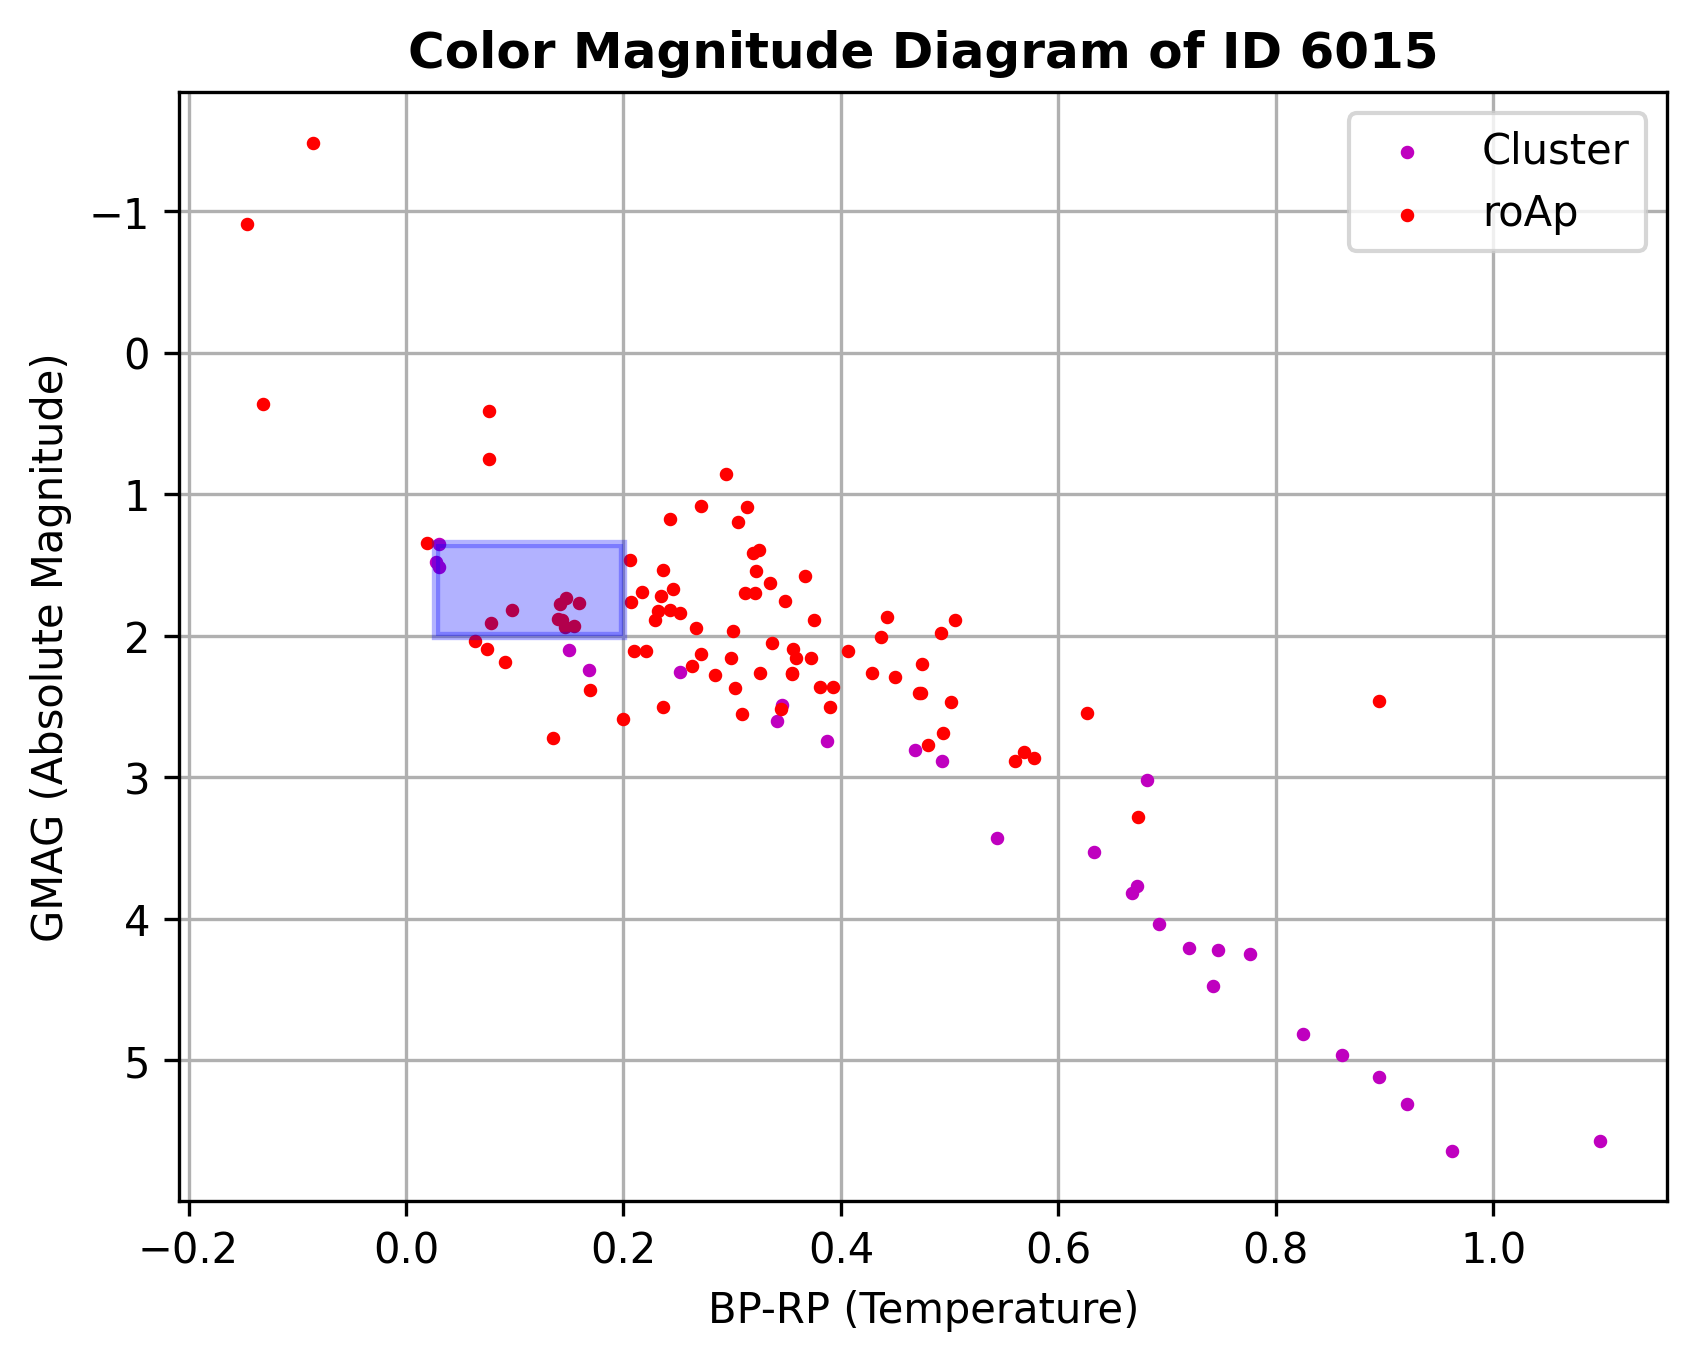 Color Magnitude Diagram of ID 6015
Cluster
roAp
−1
0
1
2
3
4
5
GMAG (Absolute Magnitude)
−0.2 0.0 0.2 0.4 0.6 0.8 1.0
BP-RP (Temperature)